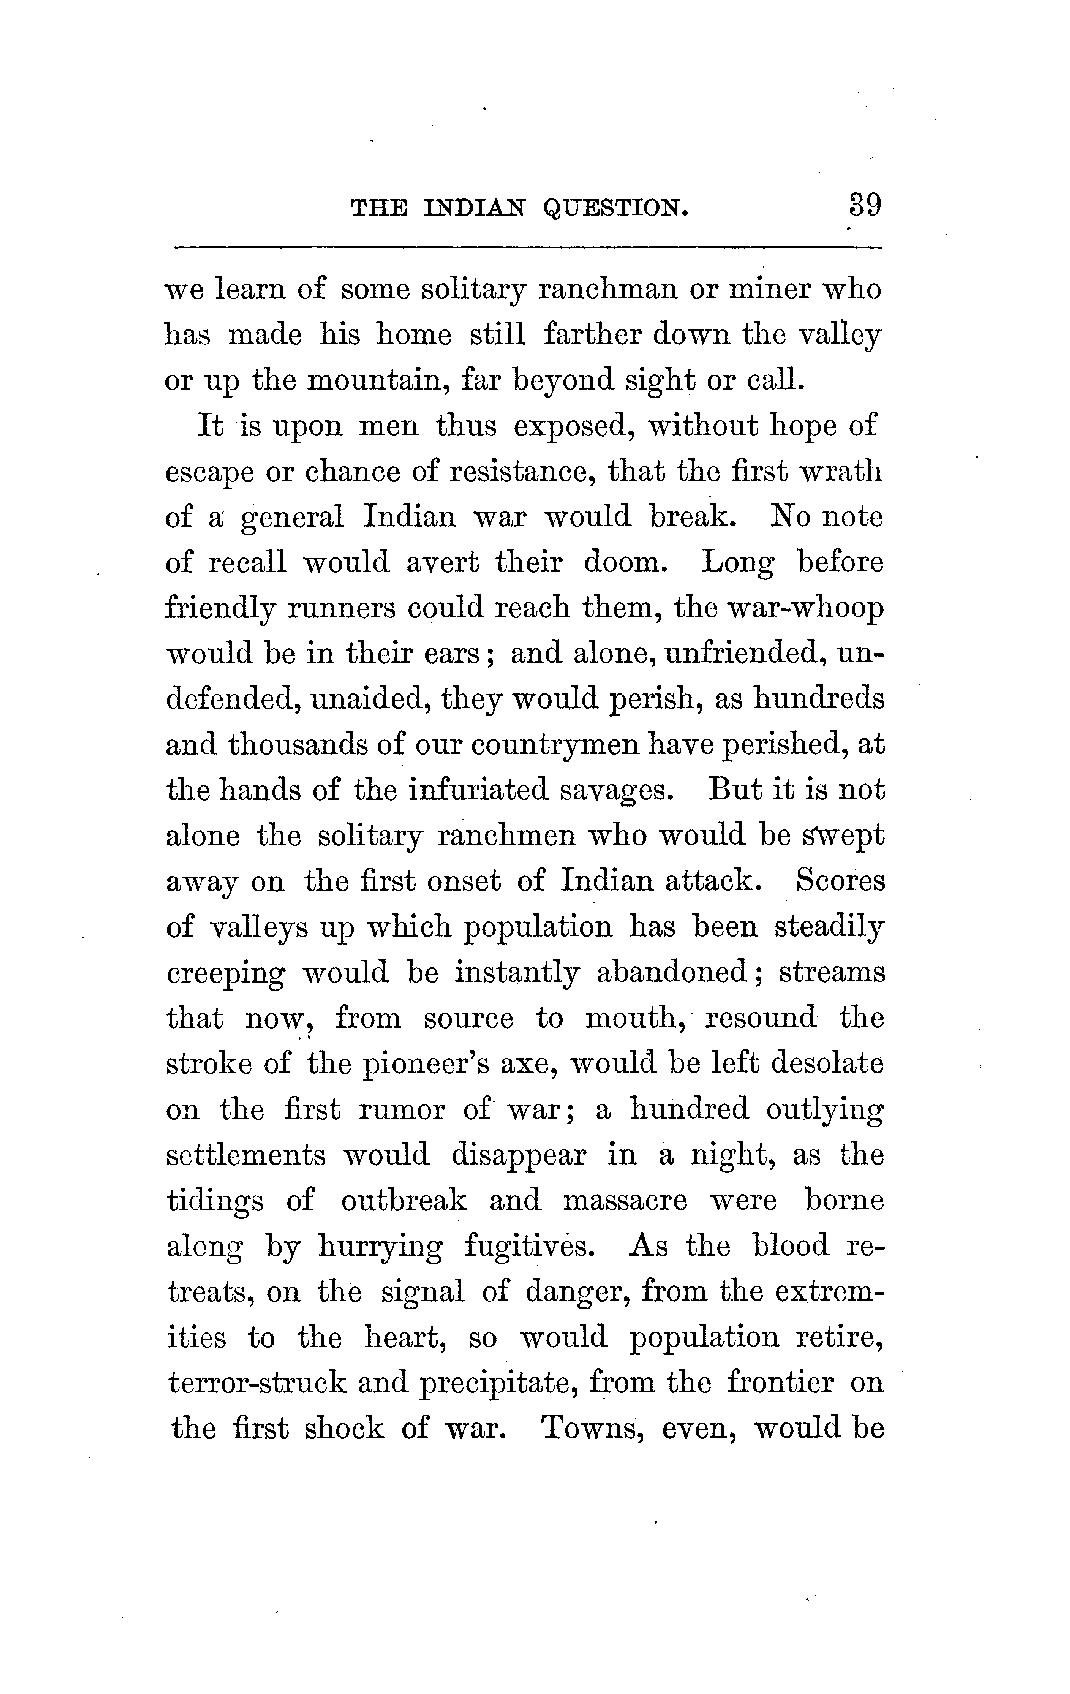 THE INDIAN QUESTION. 39
we learn of some solitary ranchman or miner who
has made his home still farther down the valley
or up the mountain, far beyond sight or call.
It is upon men thus exposed, without hope of
escape or chance of resistance, that the first wrath
of a general Indian war would break. No note
of recall would avert their doom. Long before
friendly runners could reach them, the war-whoop
would be in their ears; and alone, unfriended, un-
defended, unaided, they would perish, as hundreds
and thousands of our countrymen have perished, at
the hands of the infuriated savages. But it is not
alone the solitary ranchmen who would be swept
away on the first onset of Indian attack. Scores
of valleys up which population has been steadily
creeping would be instantly abandoned; streams
that now, from source to mouth, resound the
stroke of the pioneer's axe, would be left desolate
on the first rumor of war; a hundred outlying
settlements would disappear in a night, as the
tidings of outbreak and massacre were borne
along by hurrying fugitives. As the blood re-
treats, on the signal of danger, from the extrem-
ities to the heart, so would population retire,
terror-struck and precipitate, from the frontier on
the first shock of war. Towns, even, would be